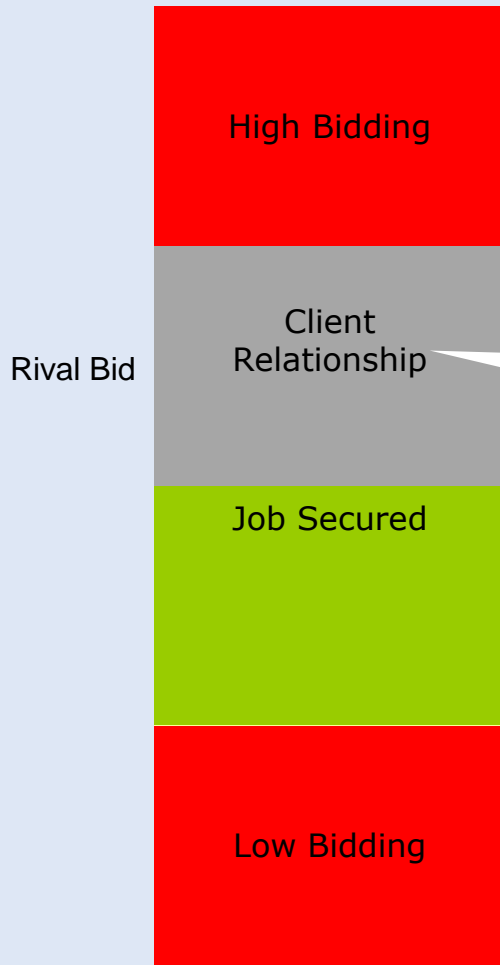 High Bidding
Client
Relationship
Rival Bid
Job Secured
Low Bidding